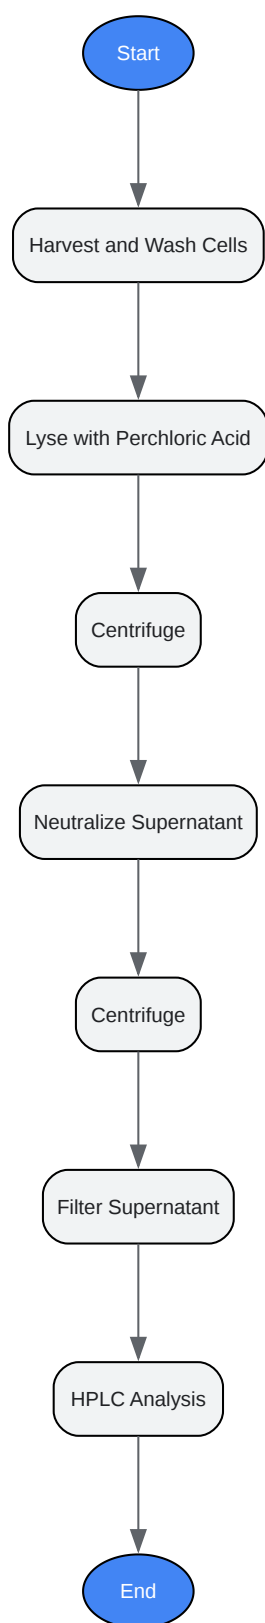 Start
Harvest and Wash Cells
Lyse with Perchloric Acid
Centrifuge
Neutralize Supernatant
Centrifuge
Filter Supernatant
HPLC Analysis
End